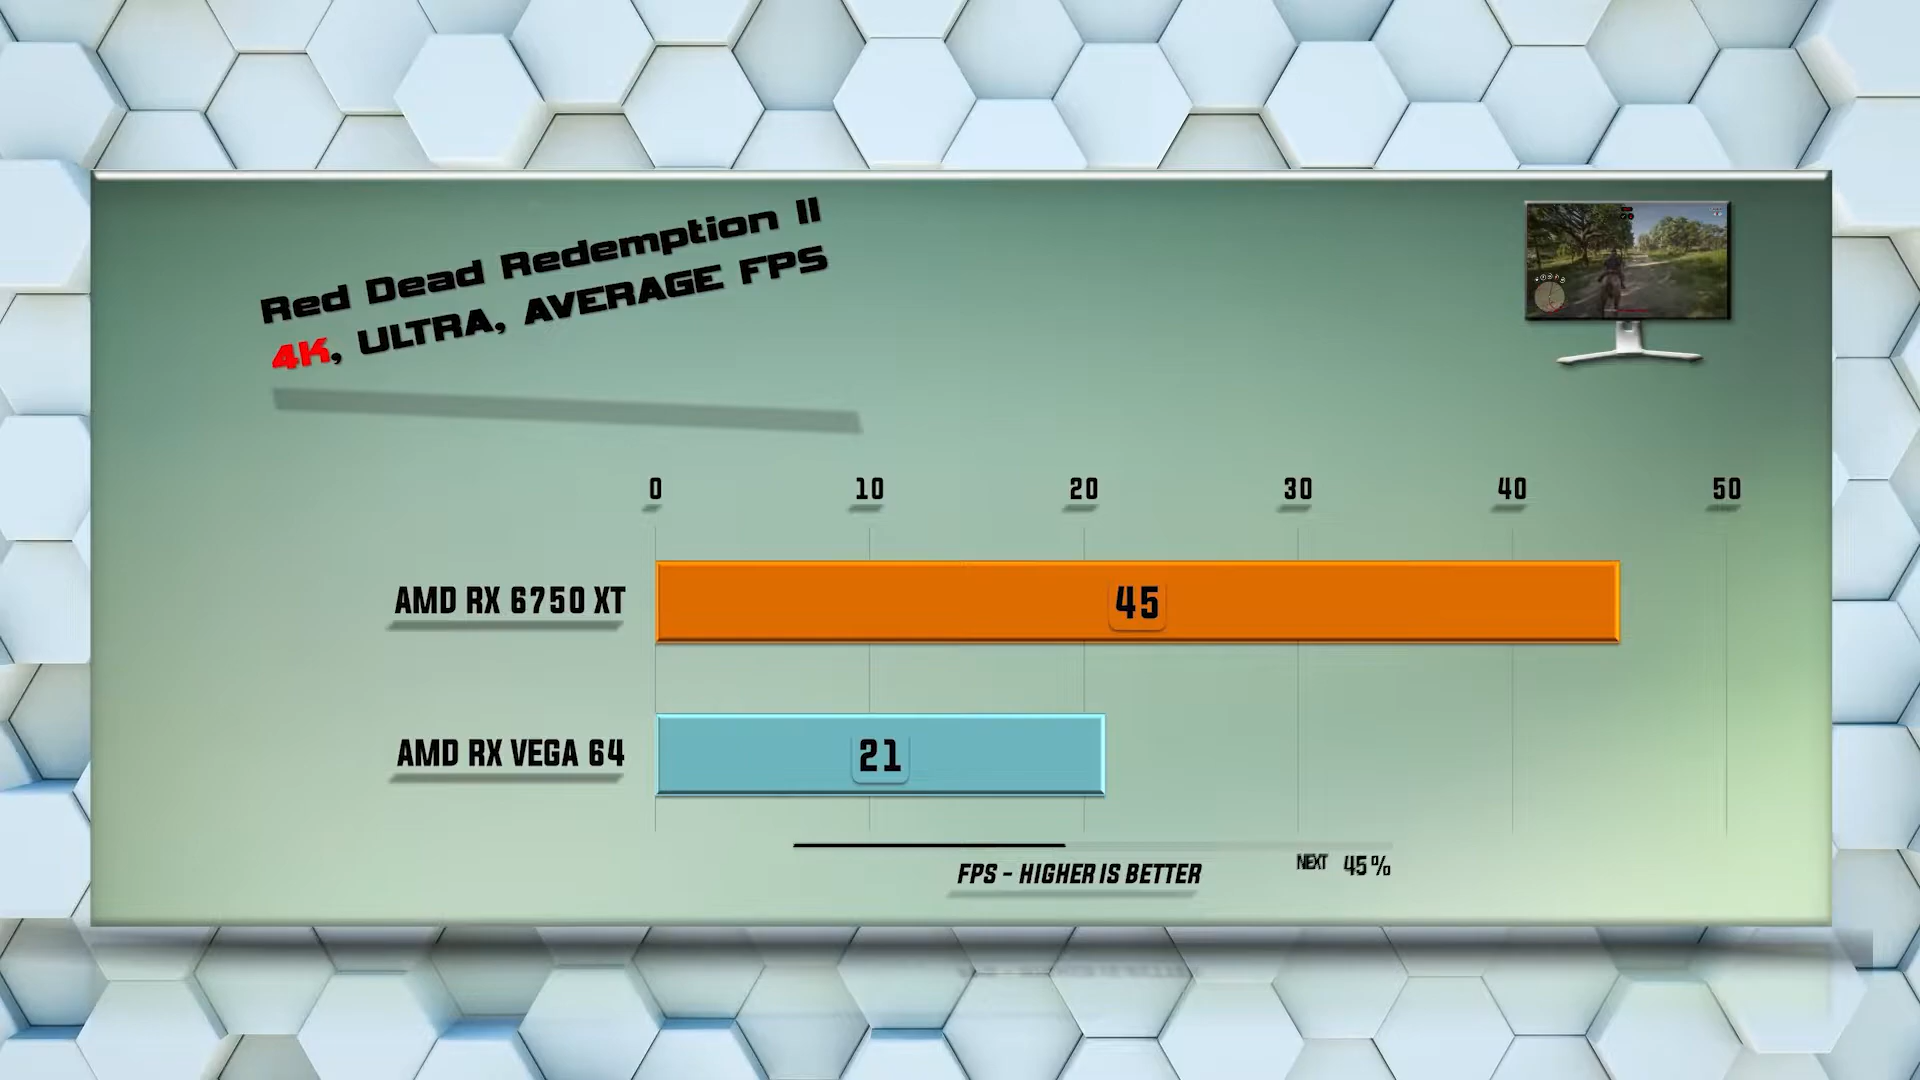 Red Dead Redemption II
4K, ULTRA, AVERAGE FPS
0 10 20 30 40 50
AMD RX 6750 XT
45
AMD RX VEGA 64
21
FPS - HIGHER IS BETTER
NEXT 45%